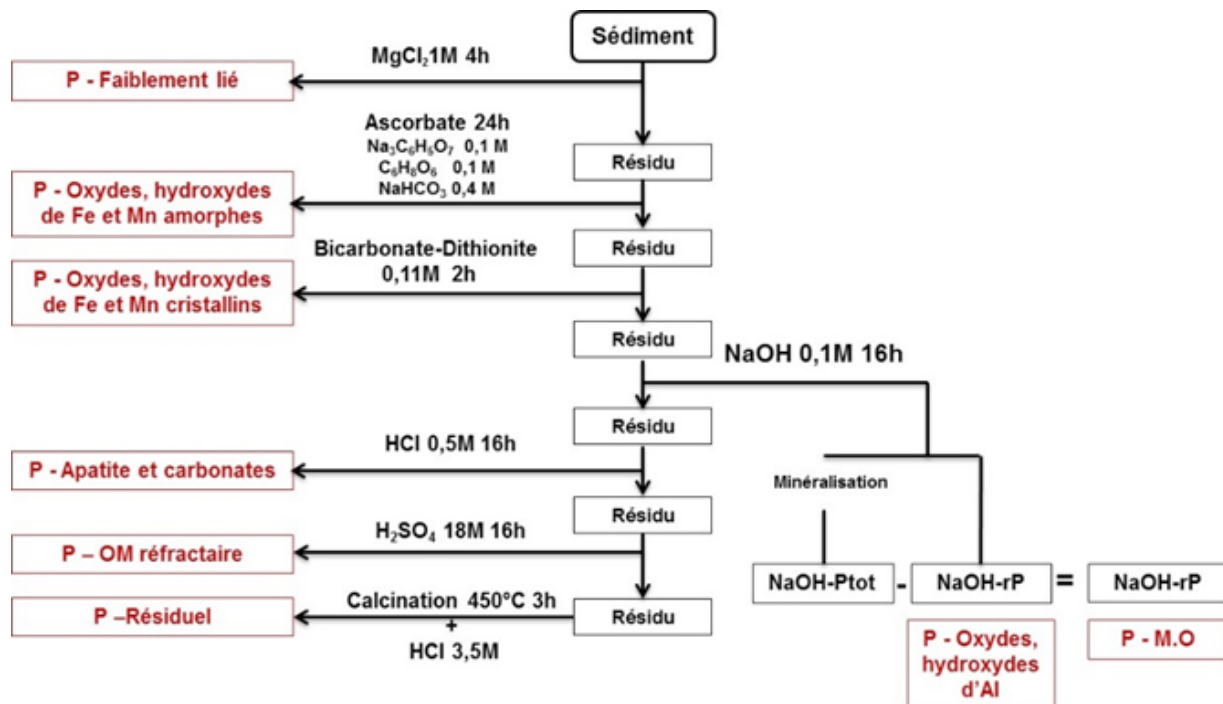 Sédiment
MgCl₂1M 4h
P - Faiblement lié
Ascorbate 24h
Na₃C₆H₅O₇ 0,1 M
C₆H₈O₆ 0,1 M
NaHCO₃ 0,4 M
Résidu
P - Oxydes, hydroxydes
de Fe et Mn amorphes
Résidu
Bicarbonate-Dithionite
0,11M 2h
P - Oxydes, hydroxydes
de Fe et Mn cristallins
Résidu
NaOH 0,1M 16h
Résidu
HCl 0,5M 16h
P - Apatite et carbonates
Minéralisation
Résidu
H₂SO₄ 18M 16h
P – OM réfractaire
NaOH-Ptot - NaOH-rP = NaOH-rP
Calcination 450°C 3h
+
HCl 3,5M
P –Résiduel
Résidu
P - Oxydes,
hydroxydes
d'Al
P - M.O